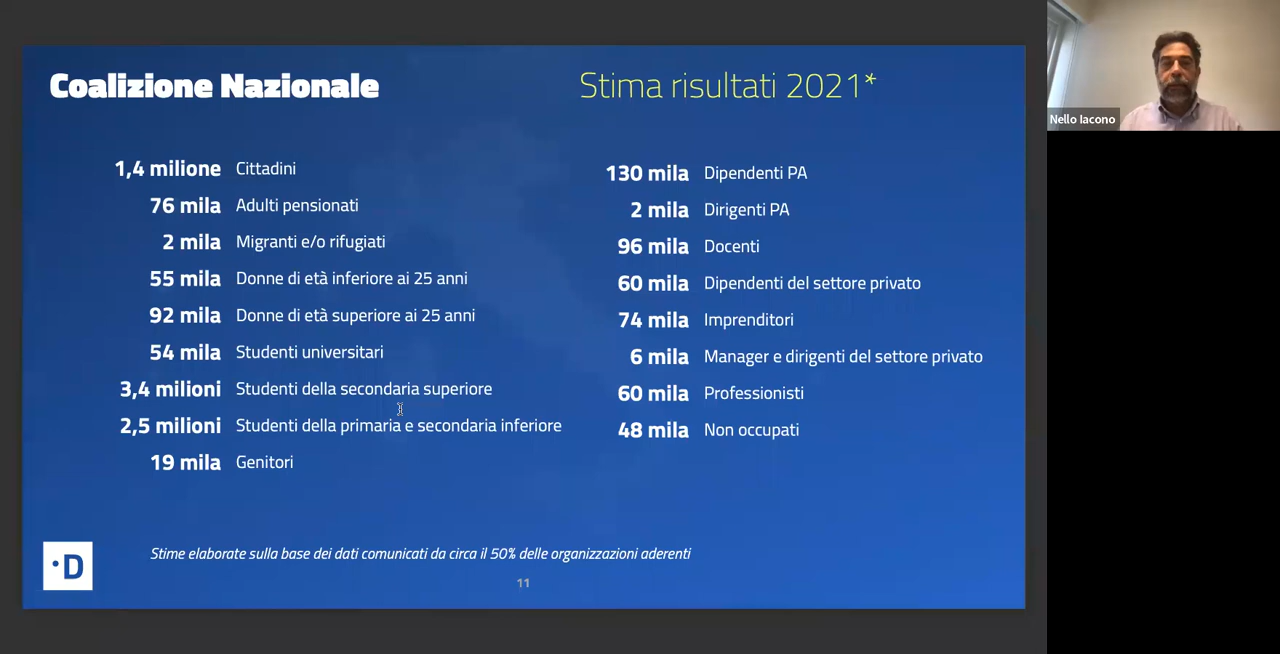 Coalizione Nazionale
Stima risultati 2021*
1,4 milione Cittadini
76 mila Adulti pensionati
2 mila Migranti e/o rifugiati
55 mila Donne di età inferiore ai 25 anni
92 mila Donne di età superiore ai 25 anni
54 mila Studenti universitari
3,4 milioni Studenti della secondaria superiore
2,5 milioni Studenti della primaria e secondaria inferiore
19 mila Genitori
130 mila Dipendenti PA
2 mila Dirigenti PA
96 mila Docenti
60 mila Dipendenti del settore privato
74 mila Imprenditori
6 mila Manager e dirigenti del settore privato
60 mila Professionisti
48 mila Non occupati
·D
Stime elaborate sulla base dei dati comunicati da circa il 50% delle organizzazioni aderenti
11
Nello Iacono